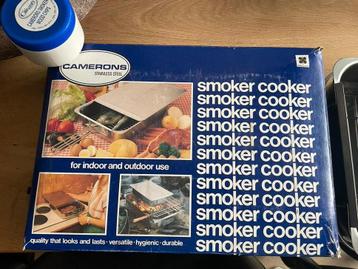 CAMERONS
CAMERONS
STAINLESS STEEL
smoker cooker
smoker cooker
smoker cooker
smoker cooker
smoker cooker
smoker cooker
smoker cooker
smoker cooker
smoker cooker
smoker cooker
smoker cooker
smoker cooker
for indoor and outdoor use
quality that looks and lasts · versatile · hygienic · durable